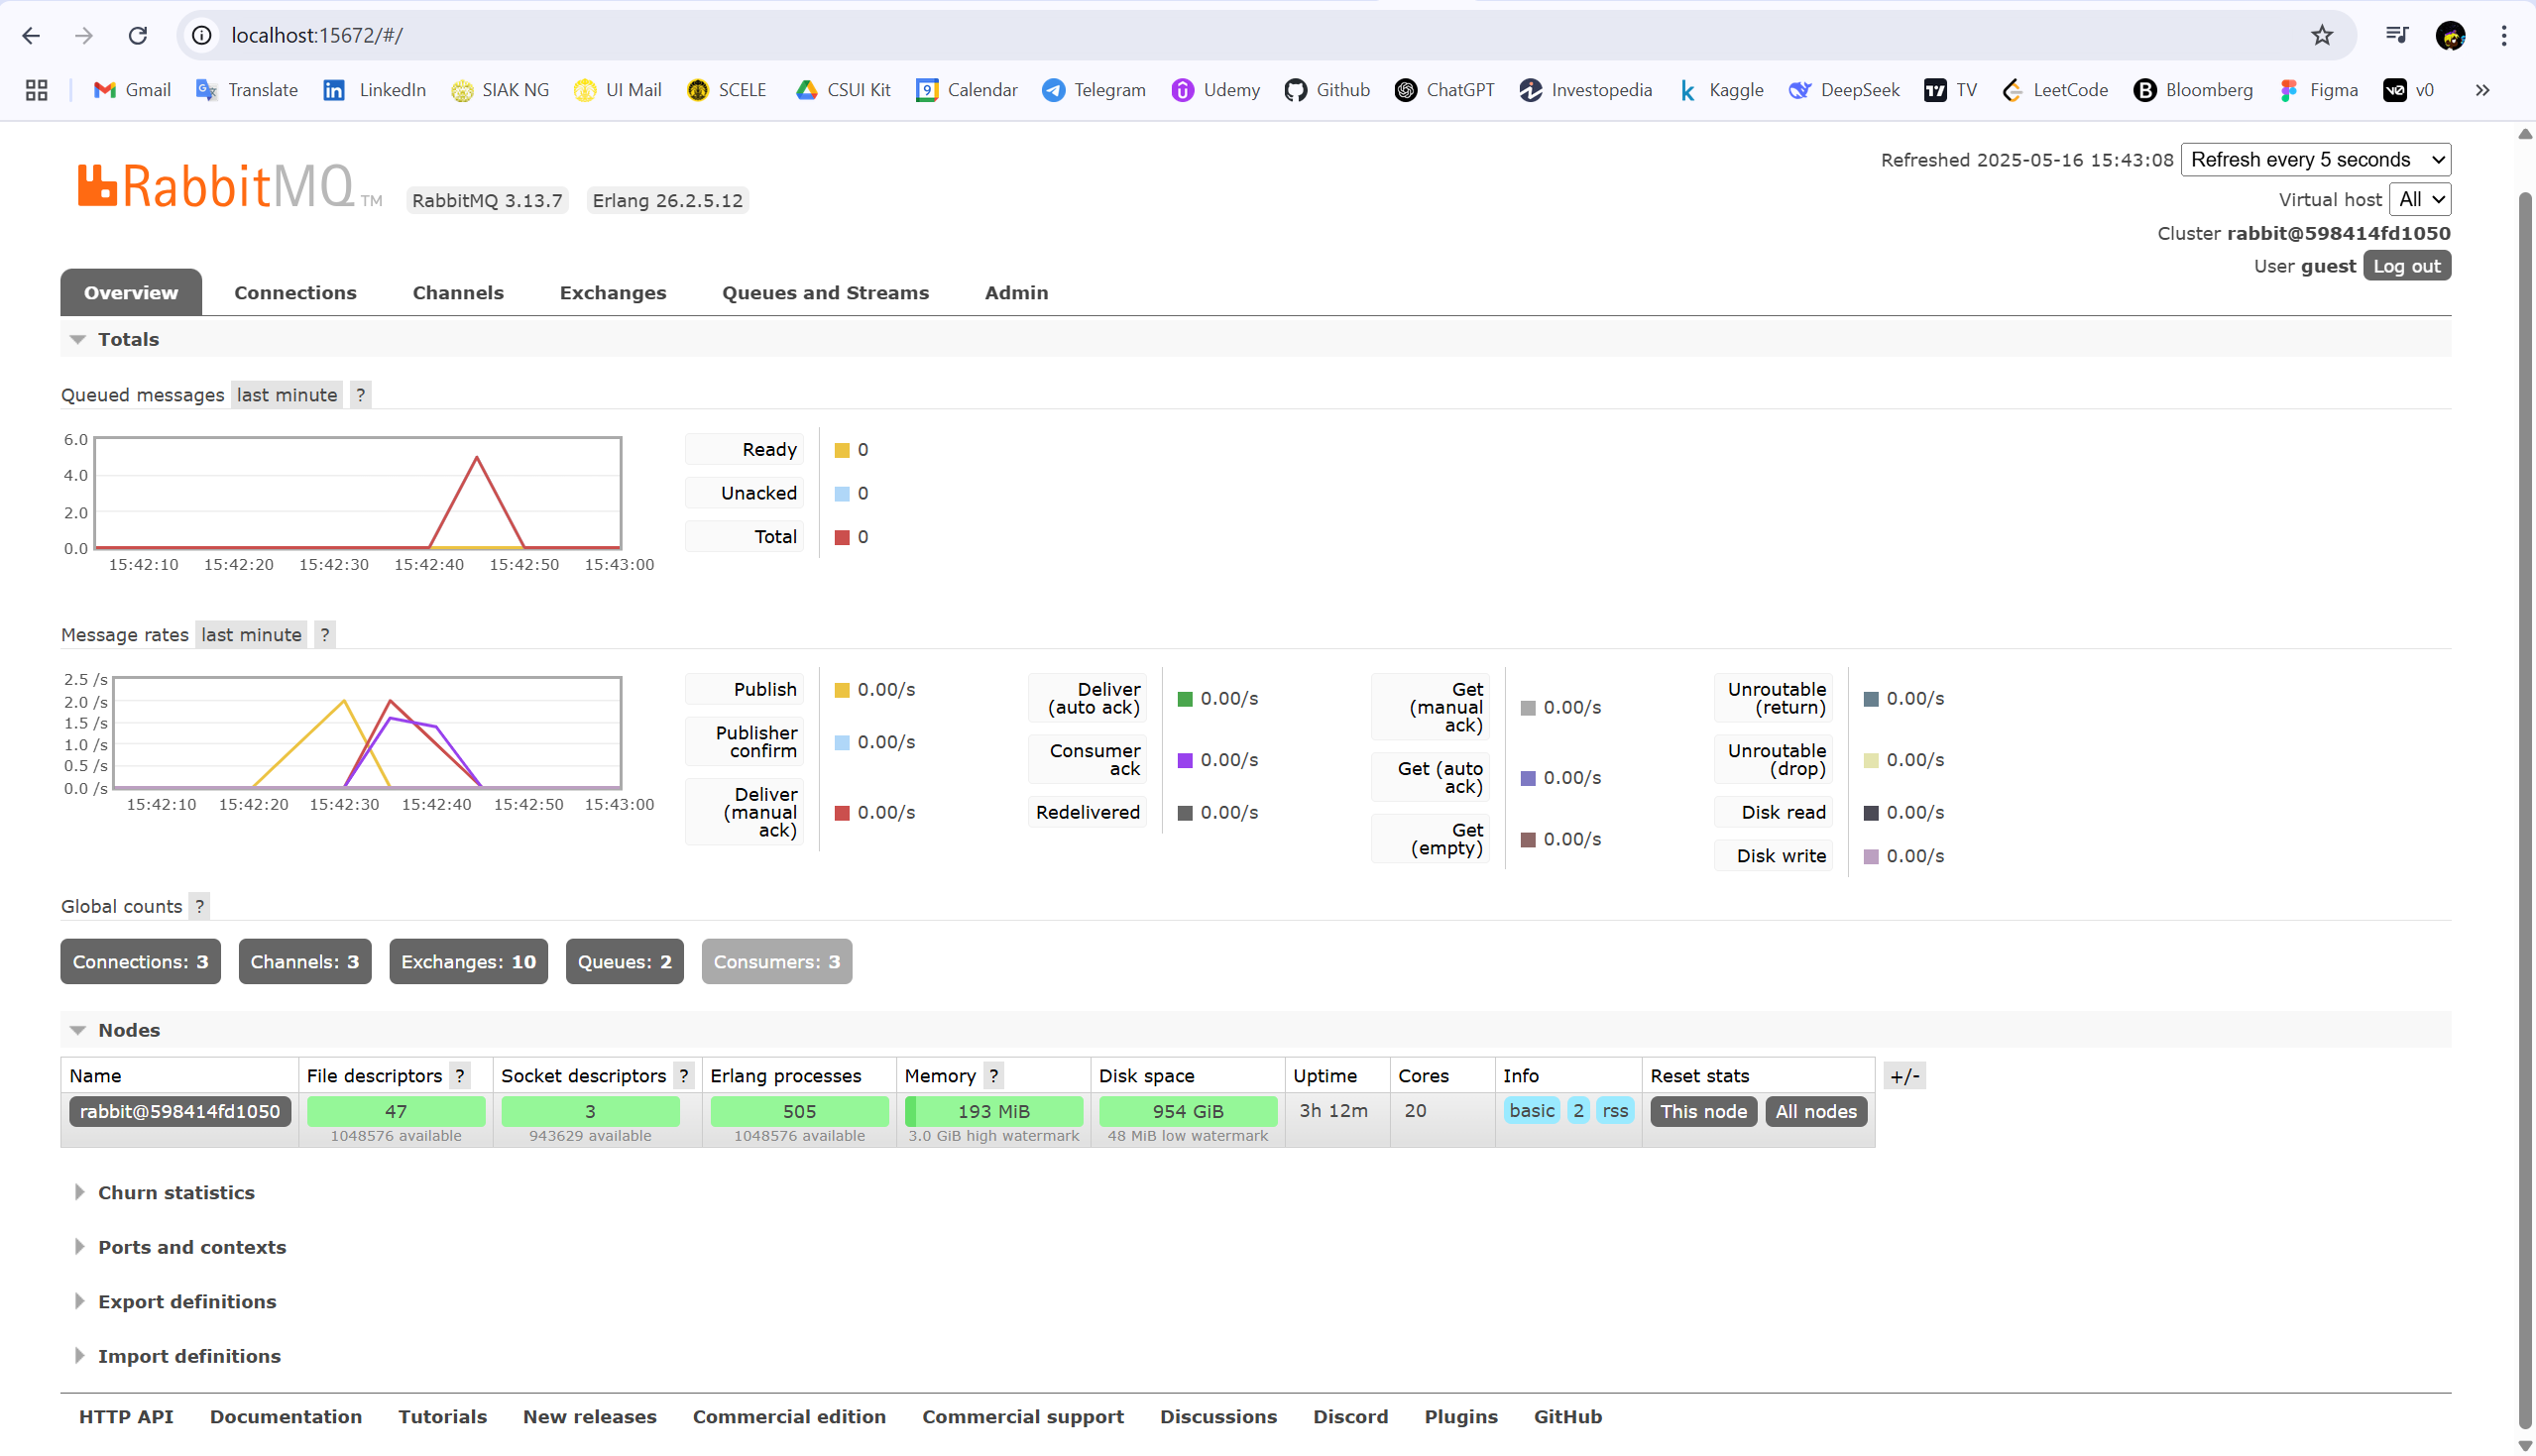 localhost:15672/#/
Gmail Translate LinkedIn SIAK NG UI Mail SCELE CSUI Kit Calendar Telegram Udemy Github ChatGPT Investopedia Kaggle DeepSeek TV LeetCode Bloomberg Figma v0
RabbitMQ TM RabbitMQ 3.13.7 Erlang 26.2.5.12
Refreshed 2025-05-16 15:43:08 Refresh every 5 seconds
Virtual host All
Cluster rabbit@598414fd1050
User guest Log out
Overview Connections Channels Exchanges Queues and Streams Admin
Totals
Queued messages last minute ?
6.0
4.0
2.0
0.0
15:42:10 15:42:20 15:42:30 15:42:40 15:42:50 15:43:00
Ready 0
Unacked 0
Total 0
Message rates last minute ?
2.5 /s
2.0 /s
1.5 /s
1.0 /s
0.5 /s
0.0 /s
15:42:10 15:42:20 15:42:30 15:42:40 15:42:50 15:43:00
Publish 0.00/s
Publisher
confirm 0.00/s
Deliver
(manual
ack) 0.00/s
Deliver
(auto ack) 0.00/s
Consumer
ack 0.00/s
Redelivered 0.00/s
Get
(manual
ack) 0.00/s
Get (auto
ack) 0.00/s
Get
(empty) 0.00/s
Unroutable
(return) 0.00/s
Unroutable
(drop) 0.00/s
Disk read 0.00/s
Disk write 0.00/s
Global counts ?
Connections: 3 Channels: 3 Exchanges: 10 Queues: 2 Consumers: 3
Nodes
Name File descriptors ? Socket descriptors ? Erlang processes Memory ? Disk space Uptime Cores Info Reset stats +/-
rabbit@598414fd1050 47 3 505 193 MiB 954 GiB 3h 12m 20 basic 2 rss This node All nodes
1048576 available 943629 available 1048576 available 3.0 GiB high watermark 48 MiB low watermark
Churn statistics
Ports and contexts
Export definitions
Import definitions
HTTP API Documentation Tutorials New releases Commercial edition Commercial support Discussions Discord Plugins GitHub